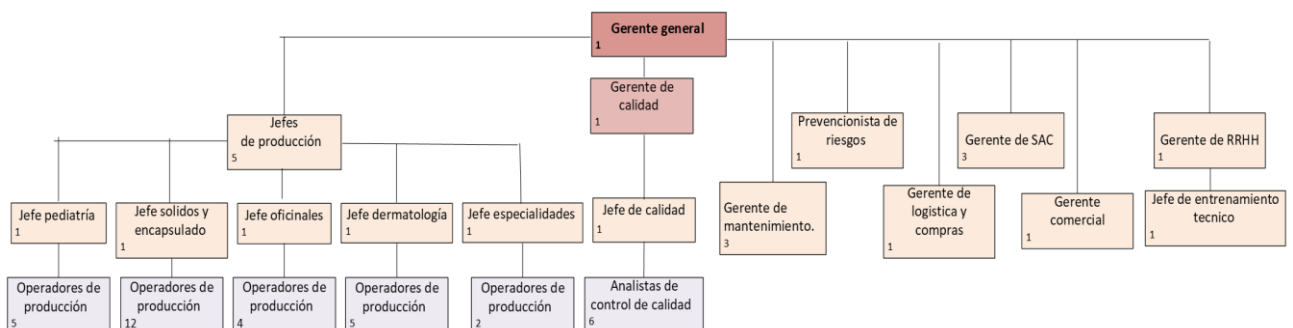 Gerente general
1
Gerente de
calidad
1
Jefes
de producción
5
Prevencionista de
riesgos
1
Gerente de SAC
3
Gerente de RRHH
1
Jefe pediatría
1
Jefe solidos y
encapsulado
1
Jefe oficinales
1
Jefe dermatología
1
Jefe especialidades
1
Jefe de calidad
1
Gerente de
mantenimiento.
3
Gerente de
logistica y
compras
1
Gerente
comercial
1
Jefe de entrenamiento
tecnico
1
Operadores de
producción
5
Operadores de
producción
12
Operadores de
producción
4
Operadores de
producción
5
Operadores de
producción
2
Analistas de
control de calidad
6